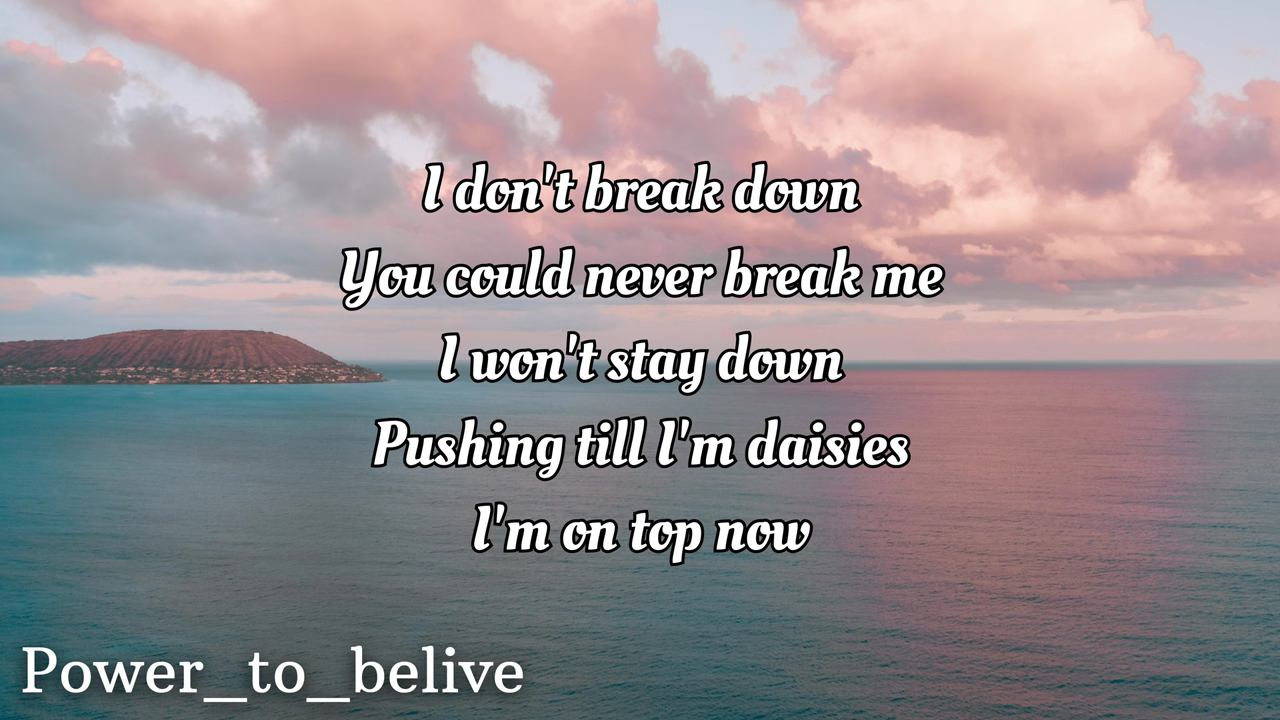 I don't break down
You could never break me
I won't stay down
Pushing till I'm daisies
I'm on top now
Power_to_belive